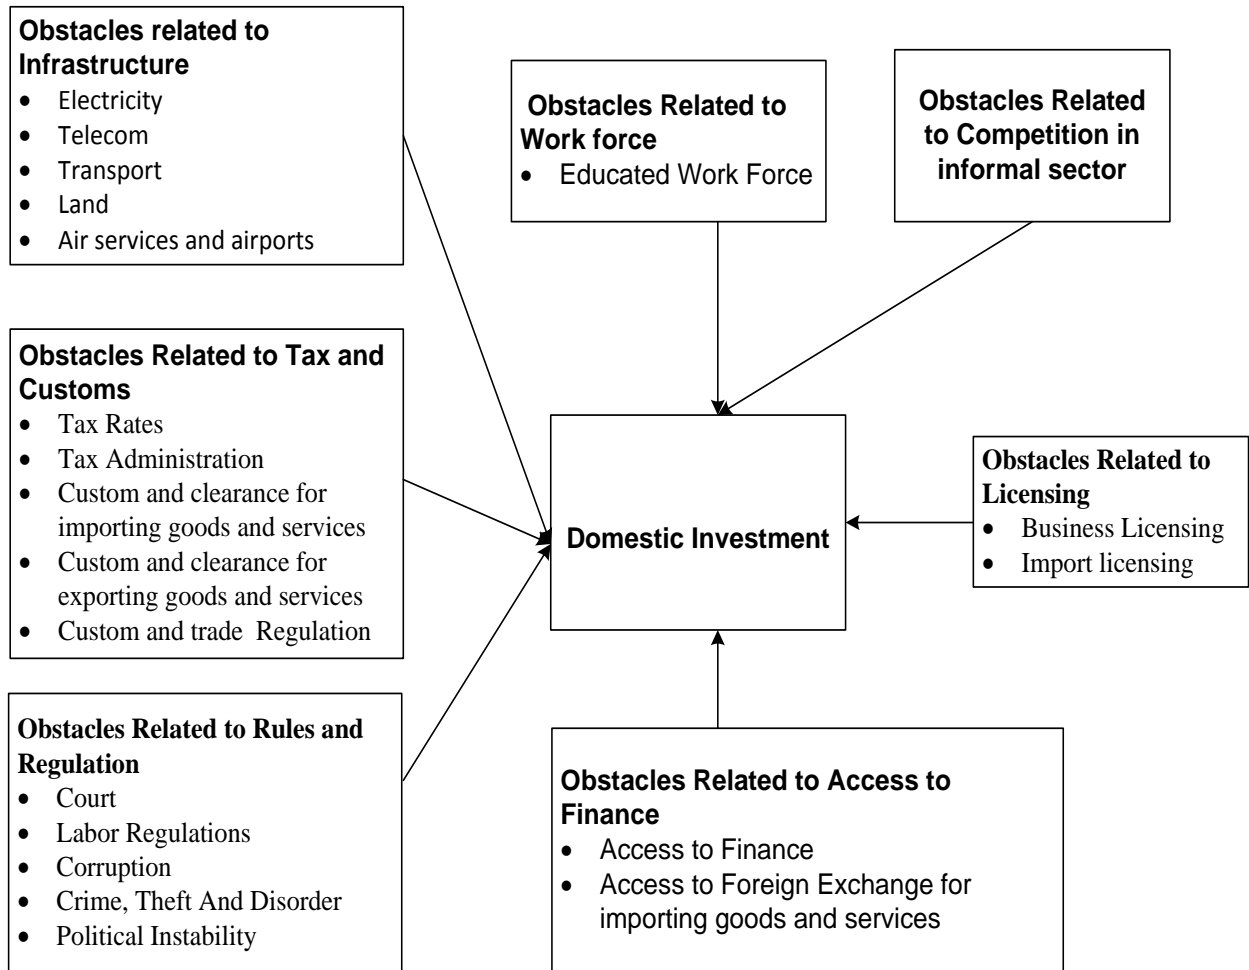 Obstacles related to
Infrastructure
• Electricity
• Telecom
• Transport
• Land
• Air services and airports
Obstacles Related to
Work force
• Educated Work Force
Obstacles Related
to Competition in
informal sector
Obstacles Related to Tax and
Customs
• Tax Rates
• Tax Administration
• Custom and clearance for
importing goods and services
• Custom and clearance for
exporting goods and services
• Custom and trade Regulation
Domestic Investment
Obstacles Related to
Licensing
• Business Licensing
• Import licensing
Obstacles Related to Rules and
Regulation
• Court
• Labor Regulations
• Corruption
• Crime, Theft And Disorder
• Political Instability
Obstacles Related to Access to
Finance
• Access to Finance
• Access to Foreign Exchange for
importing goods and services